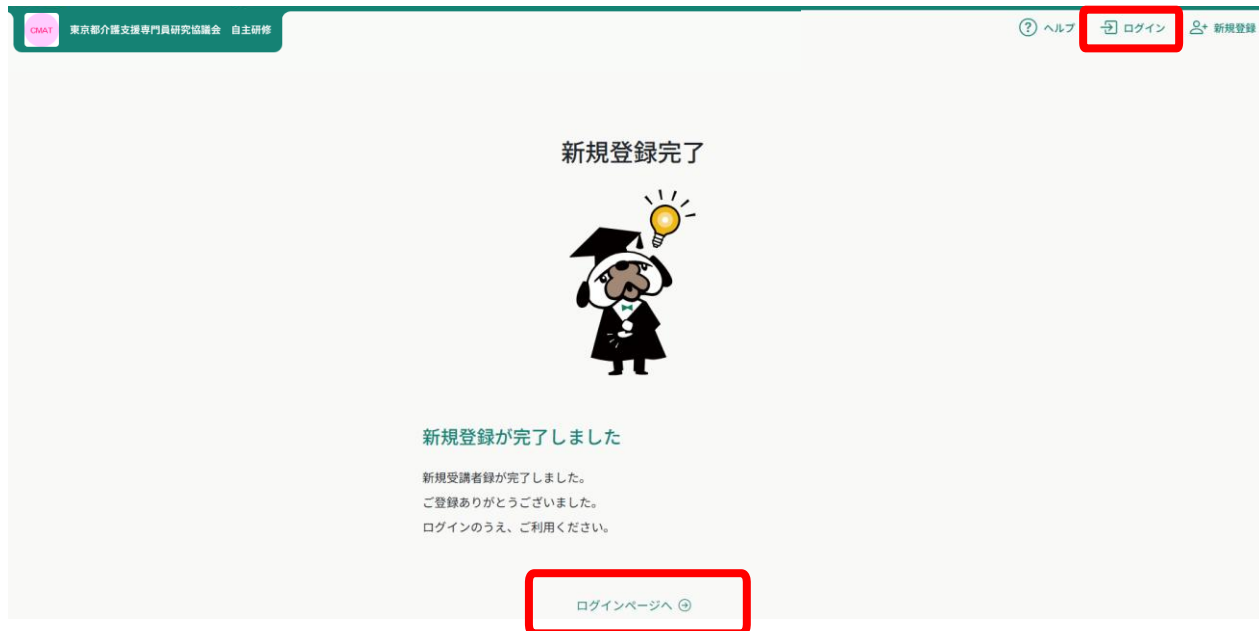 CMAT 東京都介護支援専門員研究協議会 自主研修
ヘルプ ログイン 新規登録
新規登録完了
新規登録が完了しました
新規受講者録が完了しました。
ご登録ありがとうございました。
ログインのうえ、ご利用ください。
ログインページへ